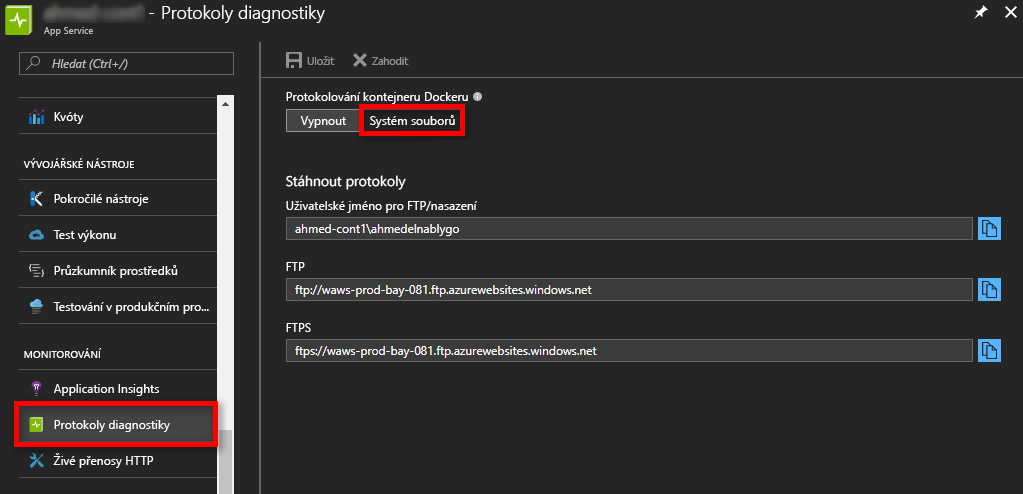 - Protokoly diagnostiky
App Service
Hledat (Ctrl+/)
Kvóty
VÝVOJÁŘSKÉ NÁSTROJE
Pokročilé nástroje
Test výkonu
Průzkumník prostředků
Testování v produkčním pro...
MONITOROVÁNÍ
Application Insights
Protokoly diagnostiky
Živé přenosy HTTP
Uložit Zahodit
Protokolování kontejneru Dockeru
Vypnout Systém souborů
Stáhnout protokoly
Uživatelské jméno pro FTP/nasazení
ahmed-cont1\ahmedelnablygo
FTP
ftp://waws-prod-bay-081.ftp.azurewebsites.windows.net
FTPS
ftps://waws-prod-bay-081.ftp.azurewebsites.windows.net